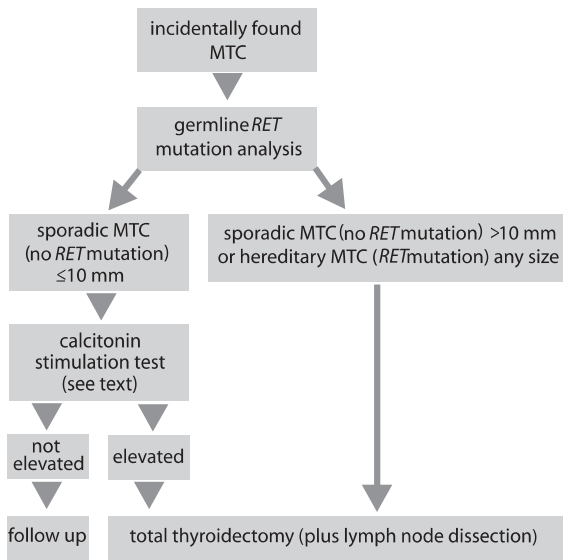 incidentally found
MTC
germline RET
mutation analysis
sporadic MTC
(no RET mutation)
≤10 mm
sporadic MTC (no RET mutation) >10 mm
or hereditary MTC (RET mutation) any size
calcitonin
stimulation test
(see text)
not
elevated
elevated
follow up
total thyroidectomy (plus lymph node dissection)